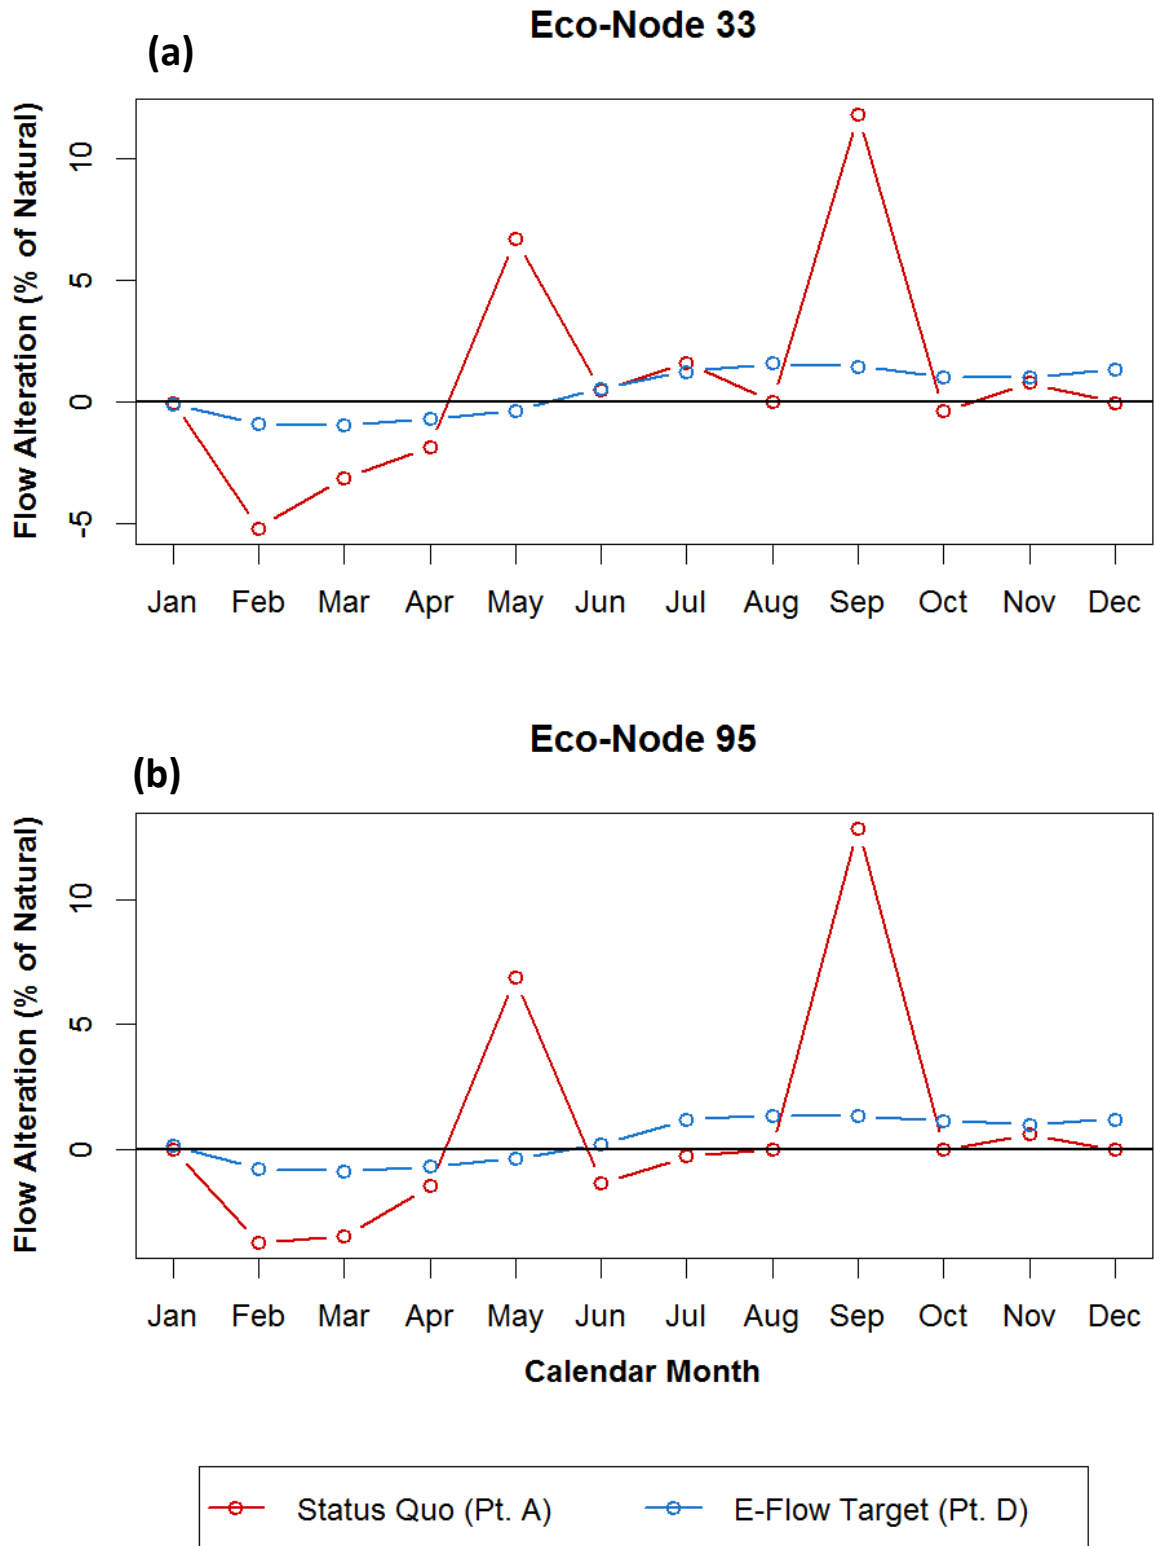 Eco-Node 33
(a)
Flow Alteration (% of Natural)
10
5
0
-5
Jan Feb Mar Apr May Jun Jul Aug Sep Oct Nov Dec
Eco-Node 95
(b)
Flow Alteration (% of Natural)
10
5
0
Jan Feb Mar Apr May Jun Jul Aug Sep Oct Nov Dec
Calendar Month
Status Quo (Pt. A) E-Flow Target (Pt. D)